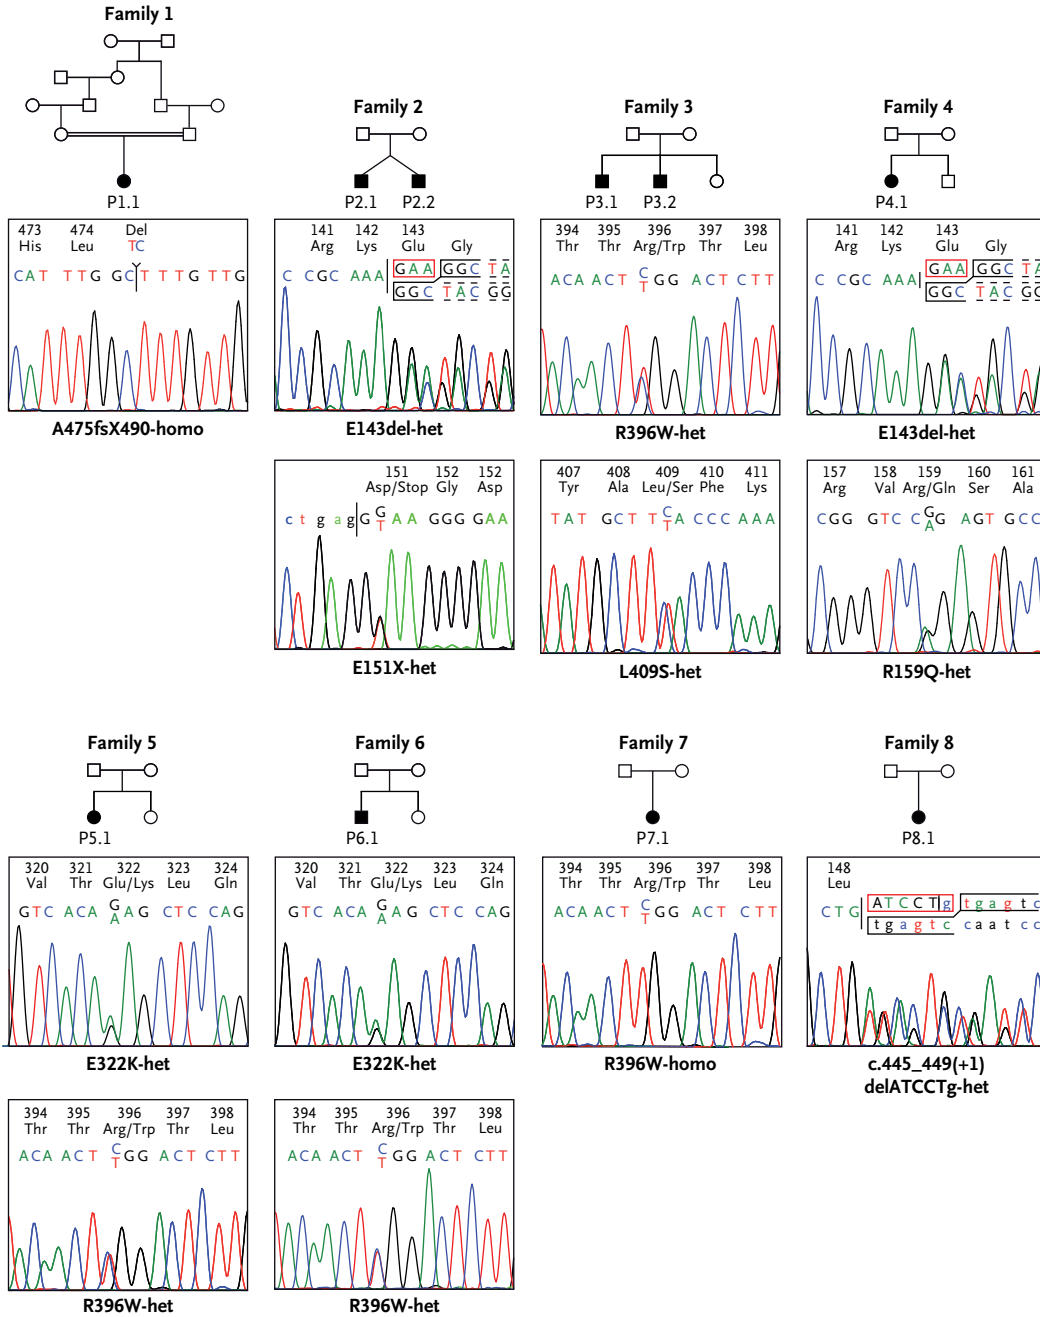 Family 1
P1.1
473 474 Del
His Leu TC
CAT TTG GCTTTGTTG
A475fsX490-homo
Family 2
P2.1 P2.2
141 142 143
Arg Lys Glu Gly
C CGC AAA GAA GGC TA
GGC TAC GG
E143del-het
151 152 152
Asp/Stop Gly Asp
c t g a g G G AA GGG GAA
T
E151X-het
Family 3
P3.1 P3.2
394 395 396 397 398
Thr Thr Arg/Trp Thr Leu
ACA ACT C GG ACT CTT
T
R396W-het
407 408 409 410 411
Tyr Ala Leu/Ser Phe Lys
TAT GCT T C A CCC AAA
T
L409S-het
Family 4
P4.1
141 142 143
Arg Lys Glu Gly
C CGC AAA GAA GGC TA
GGC TAC GG
E143del-het
157 158 159 160 161
Arg Val Arg/Gln Ser Ala
CGG GTC C G G AGT GCC
A
R159Q-het
Family 5
P5.1
320 321 322 323 324
Val Thr Glu/Lys Leu Gln
GTC ACA G AG CTC CAG
A
E322K-het
394 395 396 397 398
Thr Thr Arg/Trp Thr Leu
ACA ACT C GG ACT CTT
T
R396W-het
Family 6
P6.1
320 321 322 323 324
Val Thr Glu/Lys Leu Gln
GTC ACA G AG CTC CAG
A
E322K-het
394 395 396 397 398
Thr Thr Arg/Trp Thr Leu
ACA ACT C GG ACT CTT
T
R396W-het
Family 7
P7.1
394 395 396 397 398
Thr Thr Arg/Trp Thr Leu
ACA ACT C GG ACT CTT
T
R396W-homo
Family 8
P8.1
148
Leu
CTG ATCCTg tgagtc
tgagtc caatcc
c.445_449(+1)
delATCCTg-het